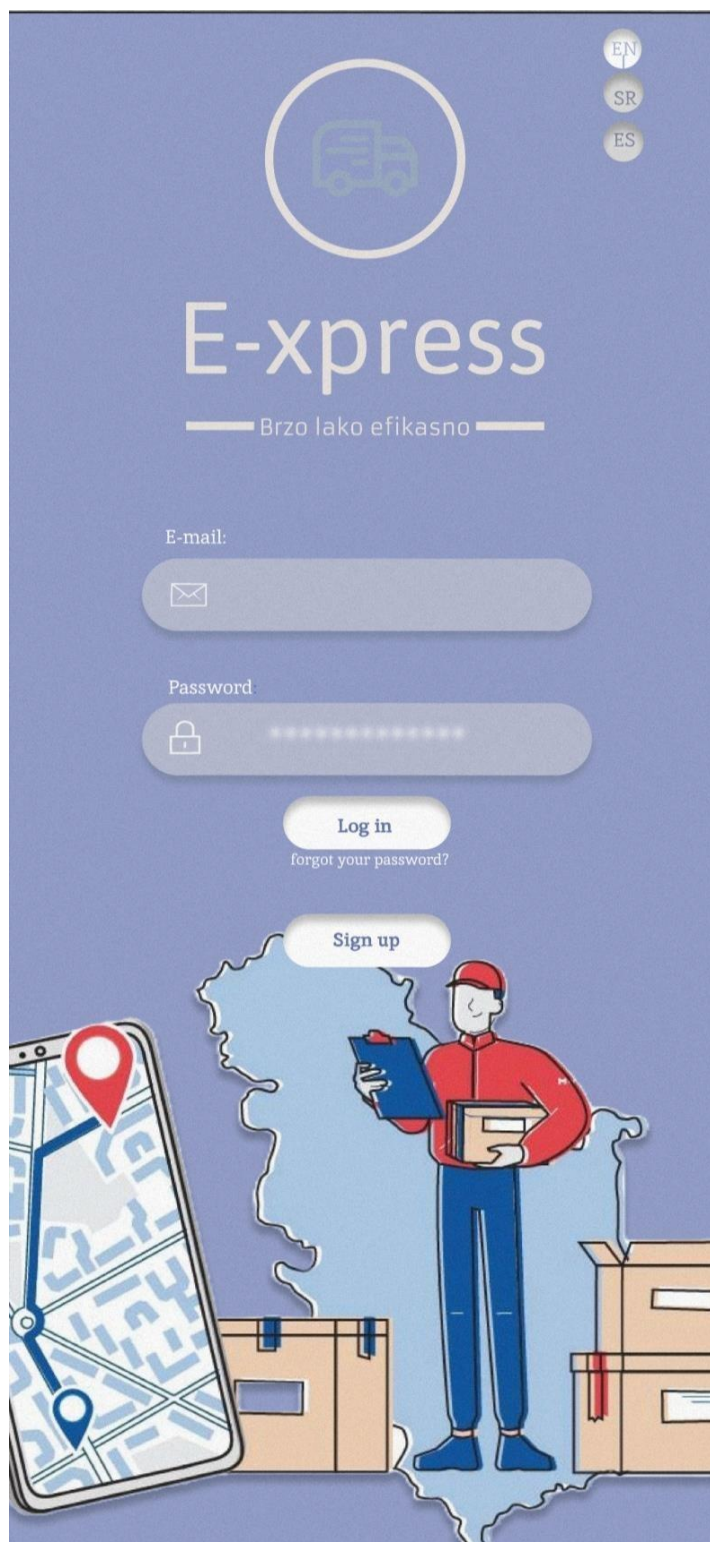 EN
SR
ES
E-xpress
Brzo lako efikasno
E-mail:
Password:
*************
Log in
forgot your password?
Sign up